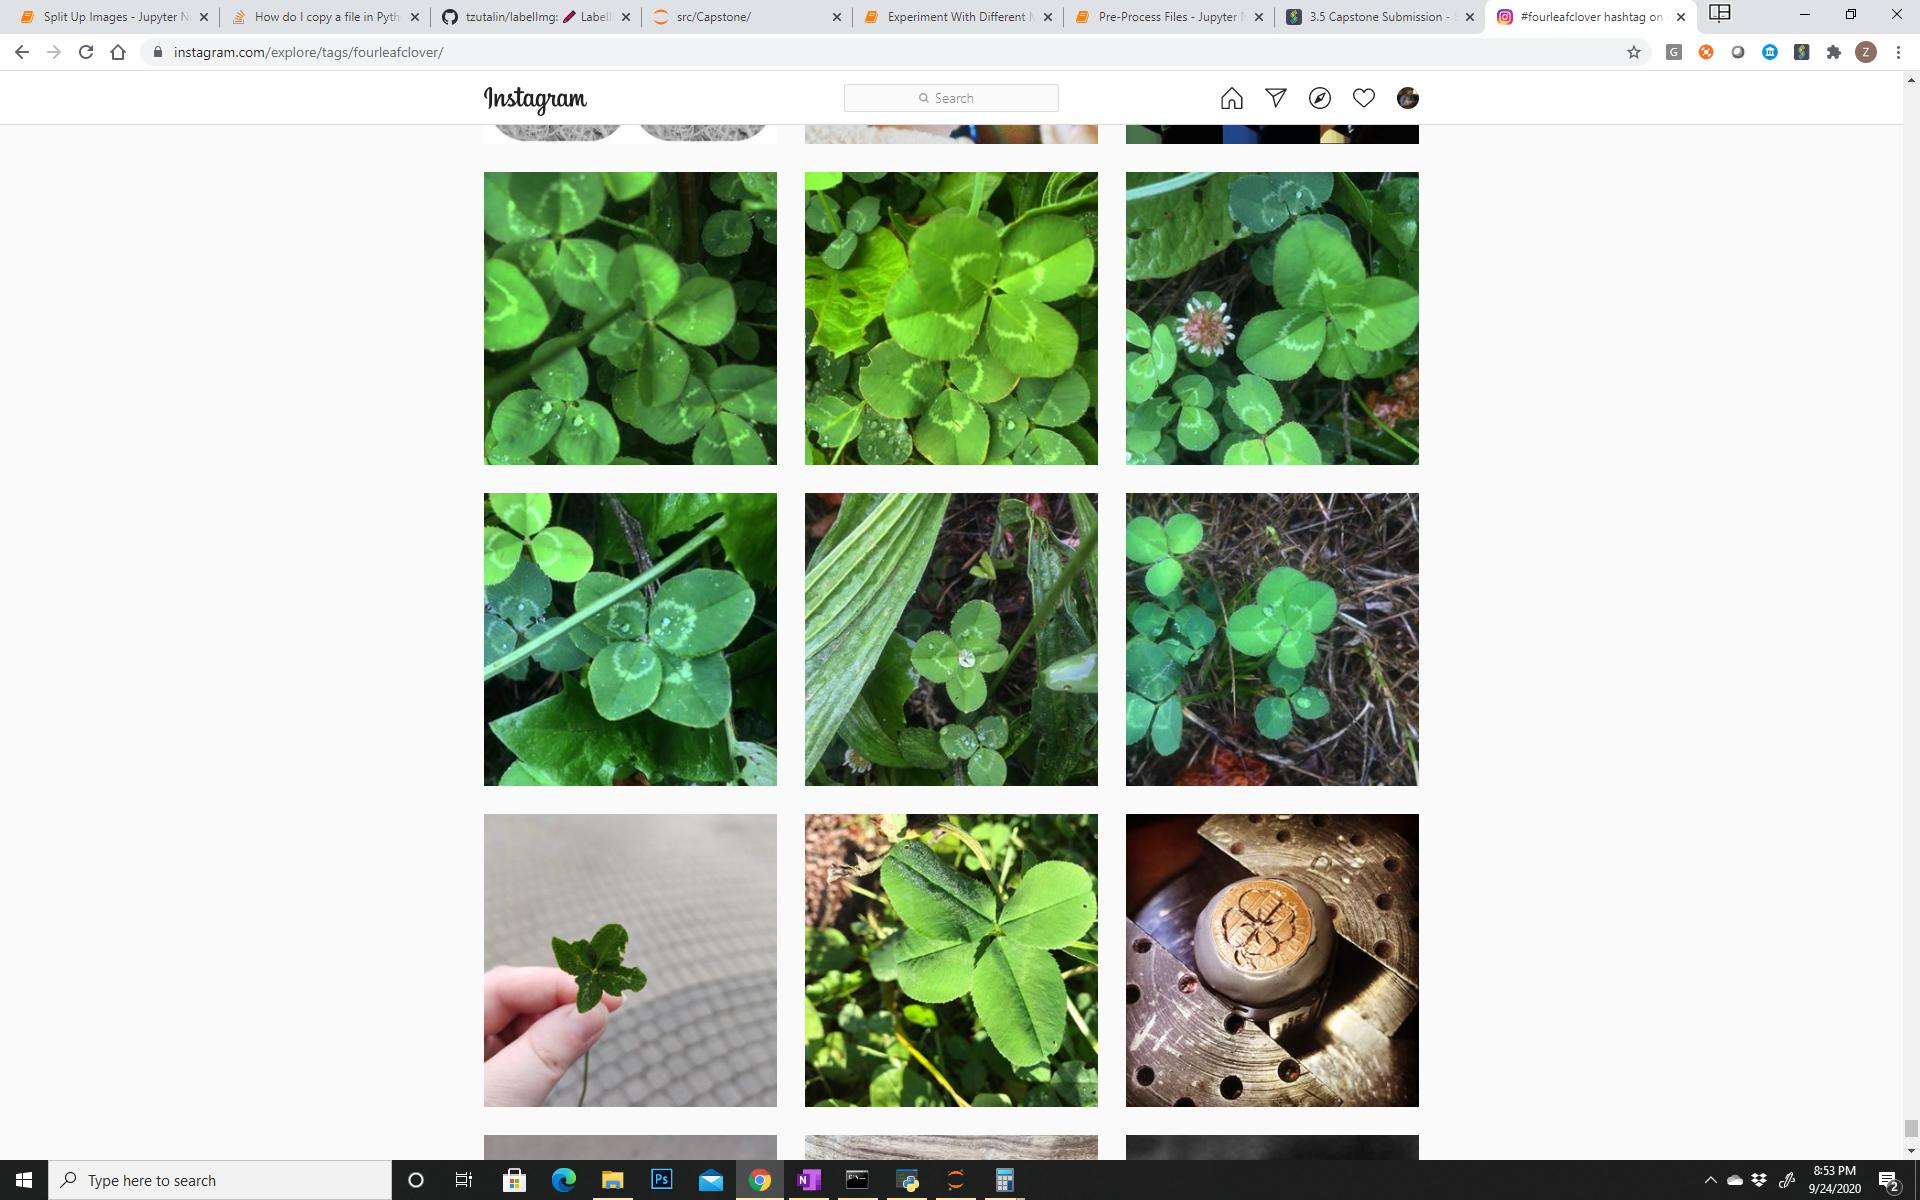 Split Up Images - Jupyter N
How do I copy a file in Pyth
tzutalin/labelImg: Labell
src/Capstone/
Experiment With Different M
Pre-Process Files - Jupyter N
3.5 Capstone Submission - S
#fourleafclover hashtag on
instagram.com/explore/tags/fourleafclover/
G
Z
Instagram
Search
Type here to search
Ps
N
8:53 PM
9/24/2020
2